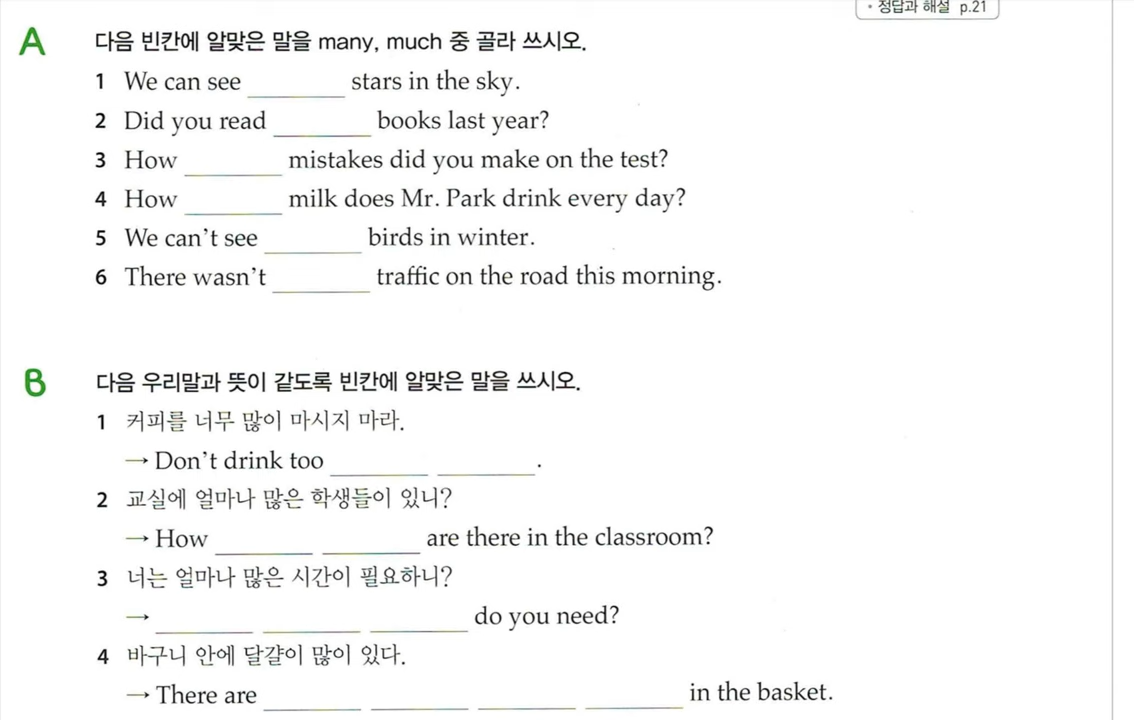 • 정답과 해설 p.21
A 다음 빈칸에 알맞은 말을 many, much 중 골라 쓰시오.
1 We can see ________ stars in the sky.
2 Did you read ________ books last year?
3 How ________ mistakes did you make on the test?
4 How ________ milk does Mr. Park drink every day?
5 We can't see ________ birds in winter.
6 There wasn't ________ traffic on the road this morning.
B 다음 우리말과 뜻이 같도록 빈칸에 알맞은 말을 쓰시오.
1 커피를 너무 많이 마시지 마라.
→ Don't drink too ________ ________.
2 교실에 얼마나 많은 학생들이 있니?
→ How ________ ________ are there in the classroom?
3 너는 얼마나 많은 시간이 필요하니?
→ ________ ________ ________ do you need?
4 바구니 안에 달걀이 많이 있다.
→ There are ________ ________ ________ ________ in the basket.